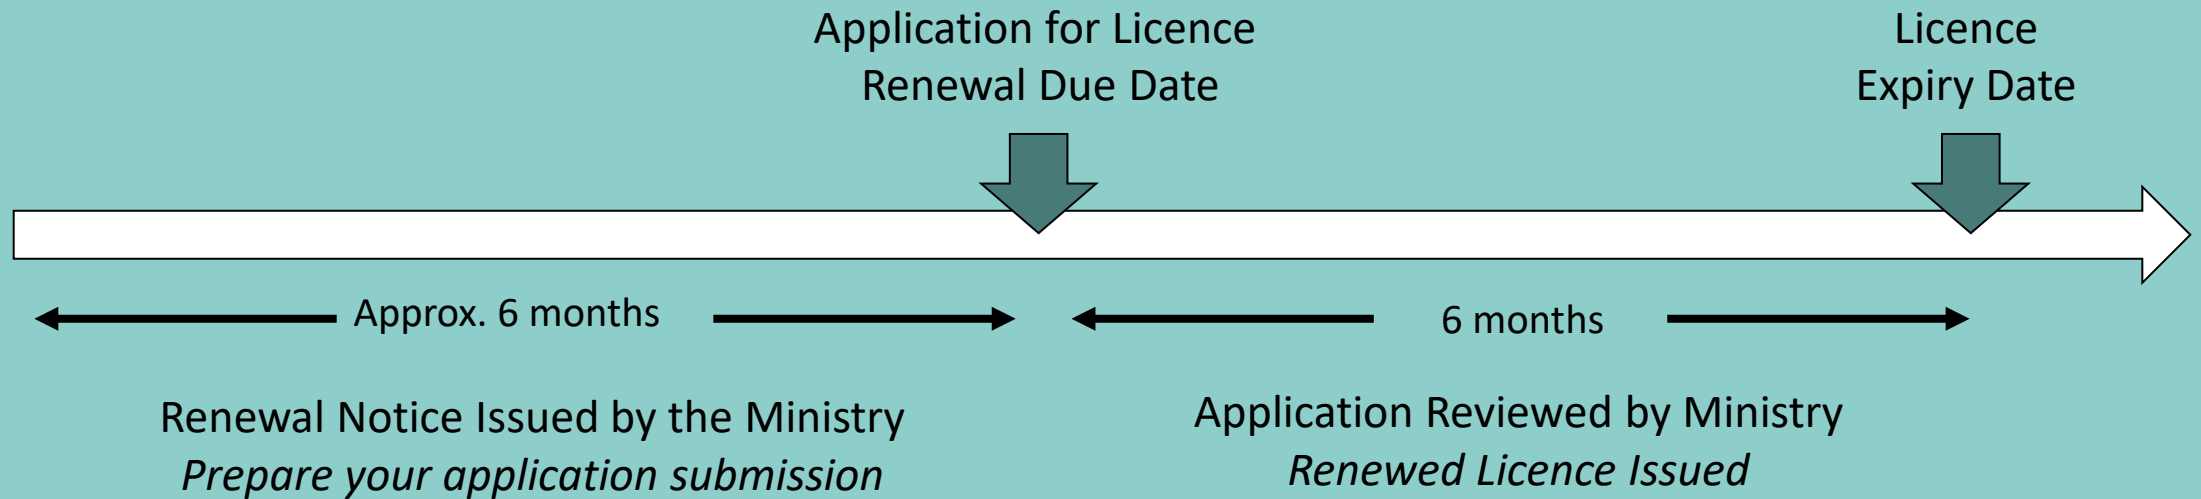 Application for Licence
Renewal Due Date
Licence
Expiry Date
Approx. 6 months
6 months
Renewal Notice Issued by the Ministry
Prepare your application submission
Application Reviewed by Ministry
Renewed Licence Issued